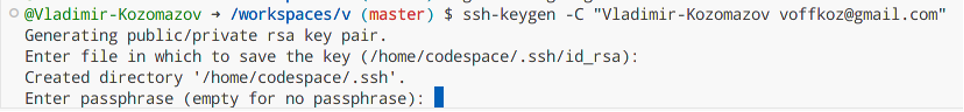 @Vladimir-Kozomazov → /workspaces/v (master) $ ssh-keygen -C "Vladimir-Kozomazov voffkoz@gmail.com"
Generating public/private rsa key pair.
Enter file in which to save the key (/home/codespace/.ssh/id_rsa):
Created directory '/home/codespace/.ssh'.
Enter passphrase (empty for no passphrase):